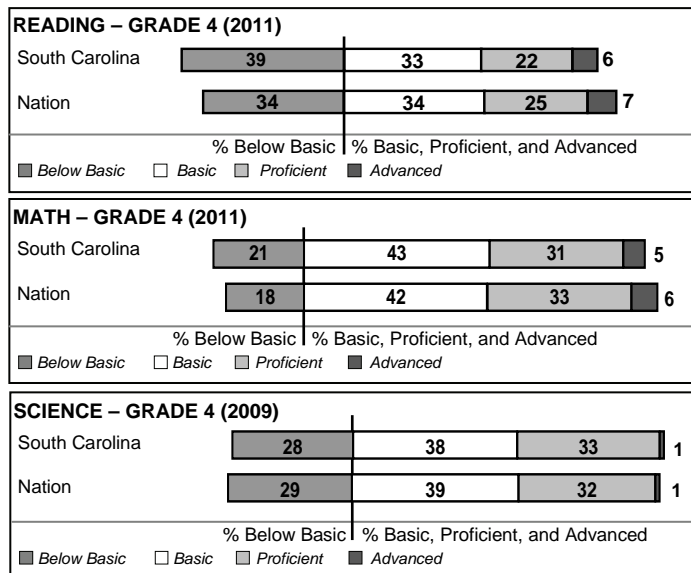 READING – GRADE 4 (2011)
South Carolina 39 33 22 6
Nation 34 34 25 7
% Below Basic % Basic, Proficient, and Advanced
Below Basic Basic Proficient Advanced
MATH – GRADE 4 (2011)
South Carolina 21 43 31 5
Nation 18 42 33 6
% Below Basic % Basic, Proficient, and Advanced
Below Basic Basic Proficient Advanced
SCIENCE – GRADE 4 (2009)
South Carolina 28 38 33 1
Nation 29 39 32 1
% Below Basic % Basic, Proficient, and Advanced
Below Basic Basic Proficient Advanced